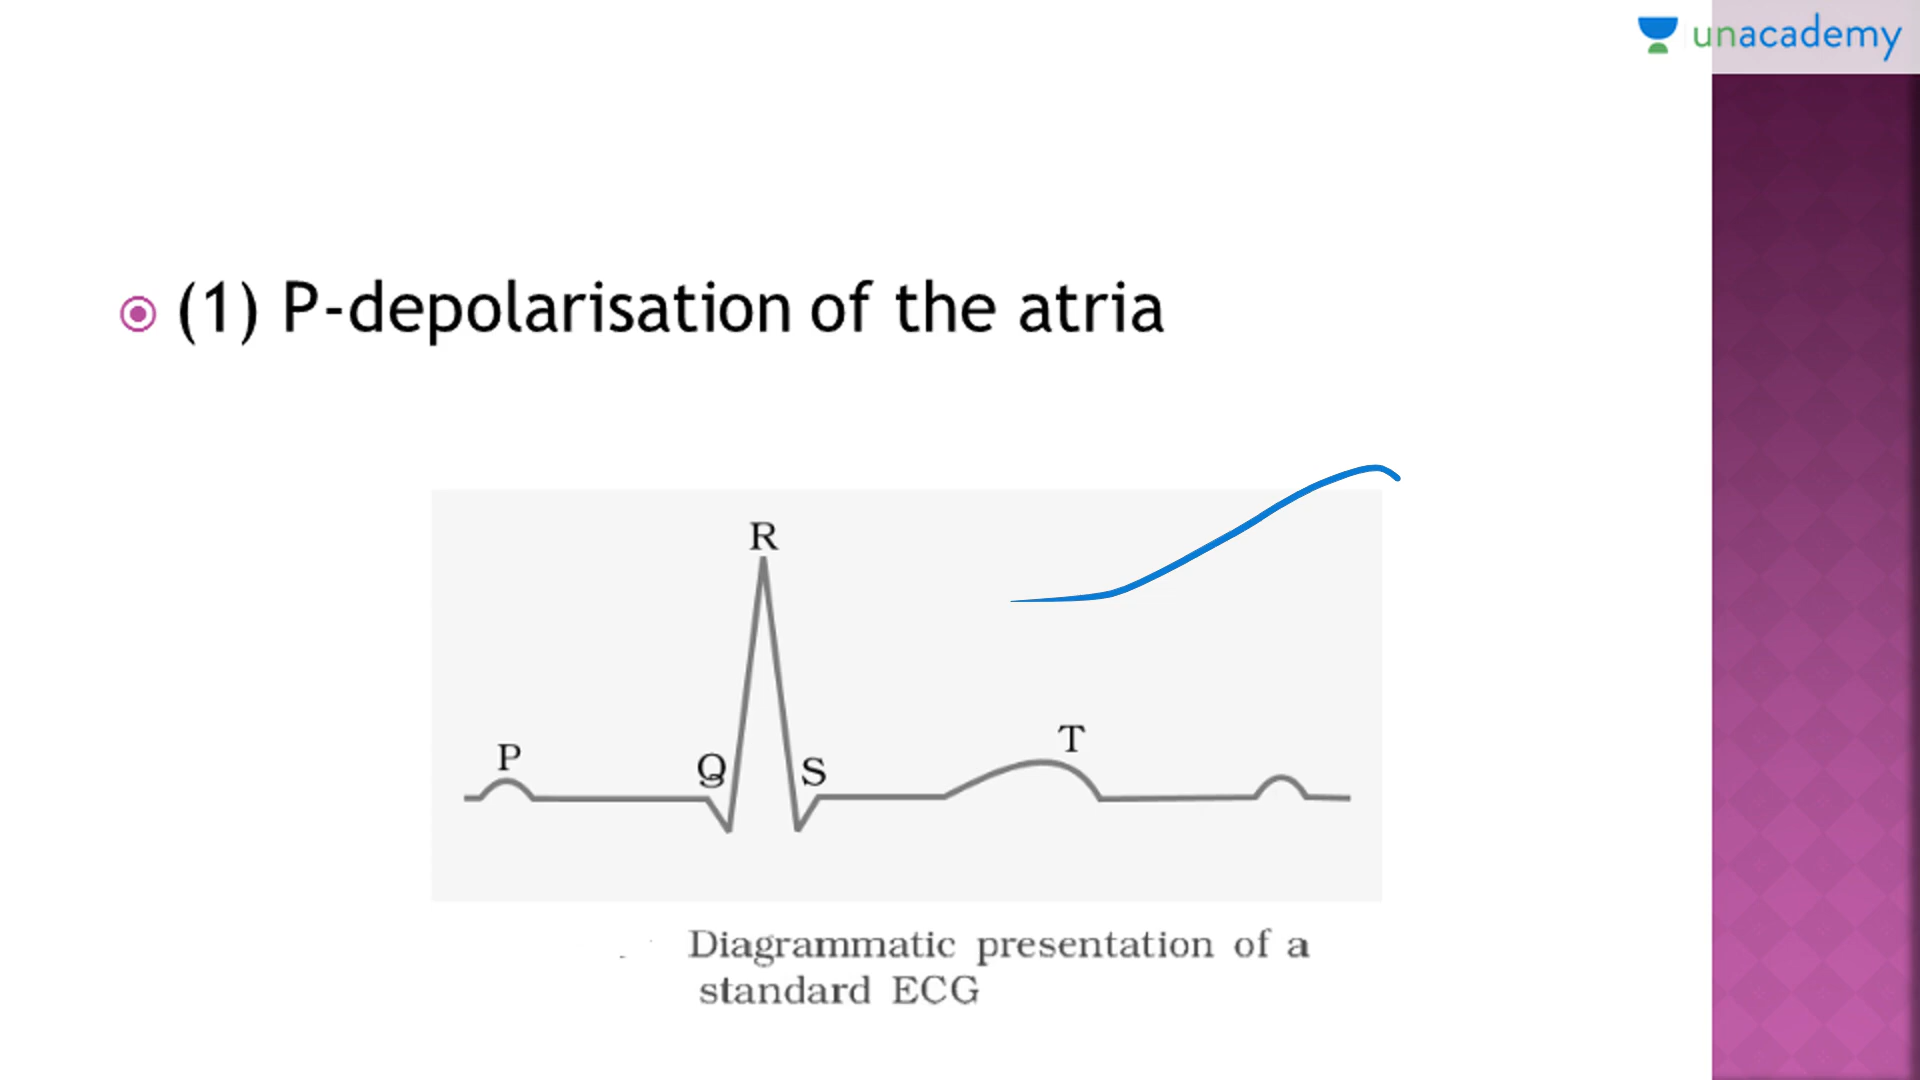 unacademy
(1) P-depolarisation of the atria
R
P
Q
S
T
Diagrammatic presentation of a
standard ECG